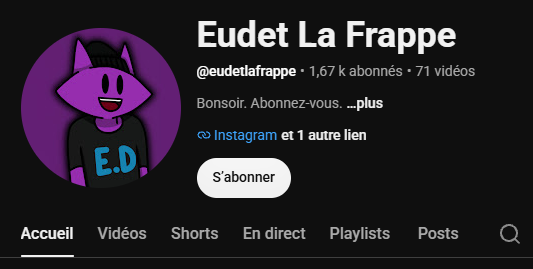 Eudet La Frappe
@eudetlafrappe • 1,67 k abonnés • 71 vidéos
Bonsoir. Abonnez-vous. ...plus
Instagram et 1 autre lien
S'abonner
E.D
Accueil Vidéos Shorts En direct Playlists Posts